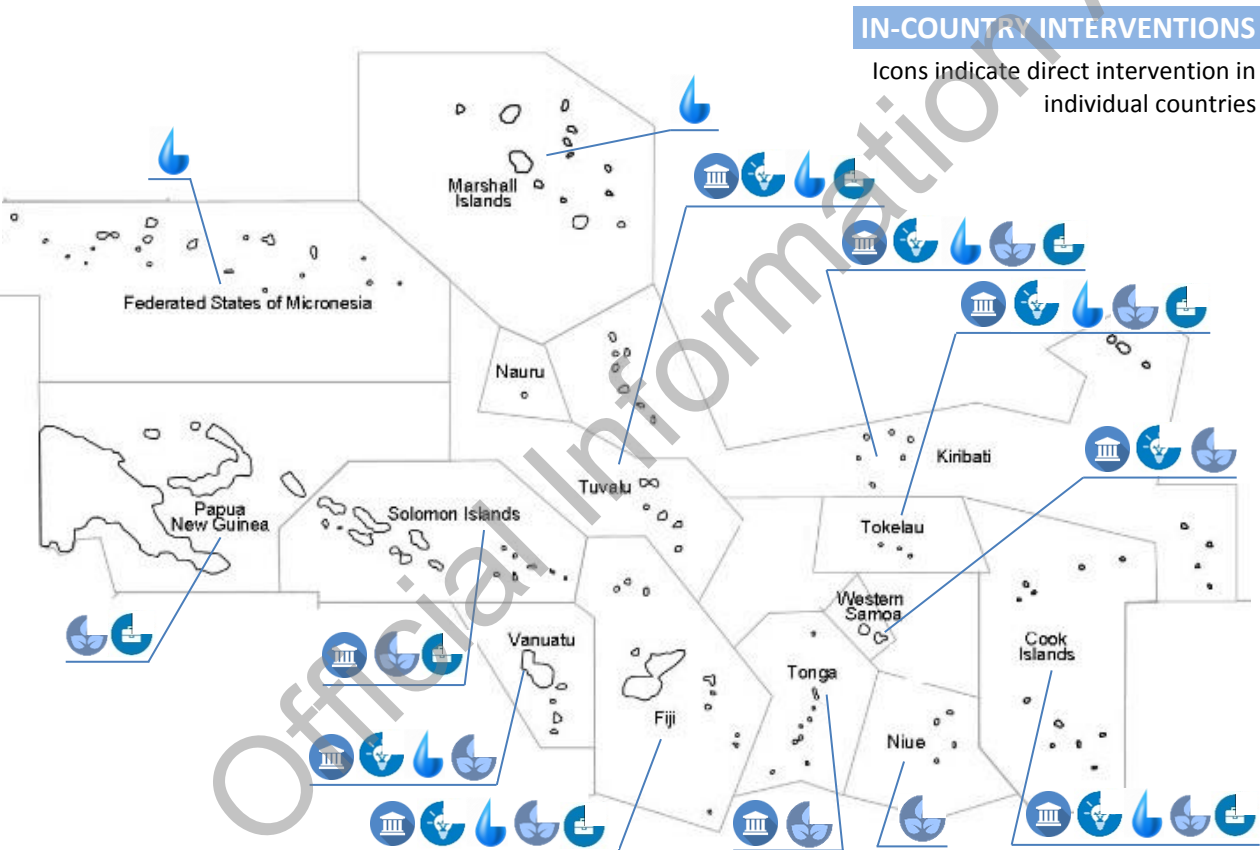 IN-COUNTRY INTERVENTIONS
Icons indicate direct intervention in
individual countries
Marshall
Islands
Federated States of Micronesia
Nauru
Kiribati
Tuvalu
Papua
New Guinea
Solomon Islands
Tokelau
Western
Samoa
Vanuatu
Cook
Islands
Tonga
Fiji
Niue
Official Information